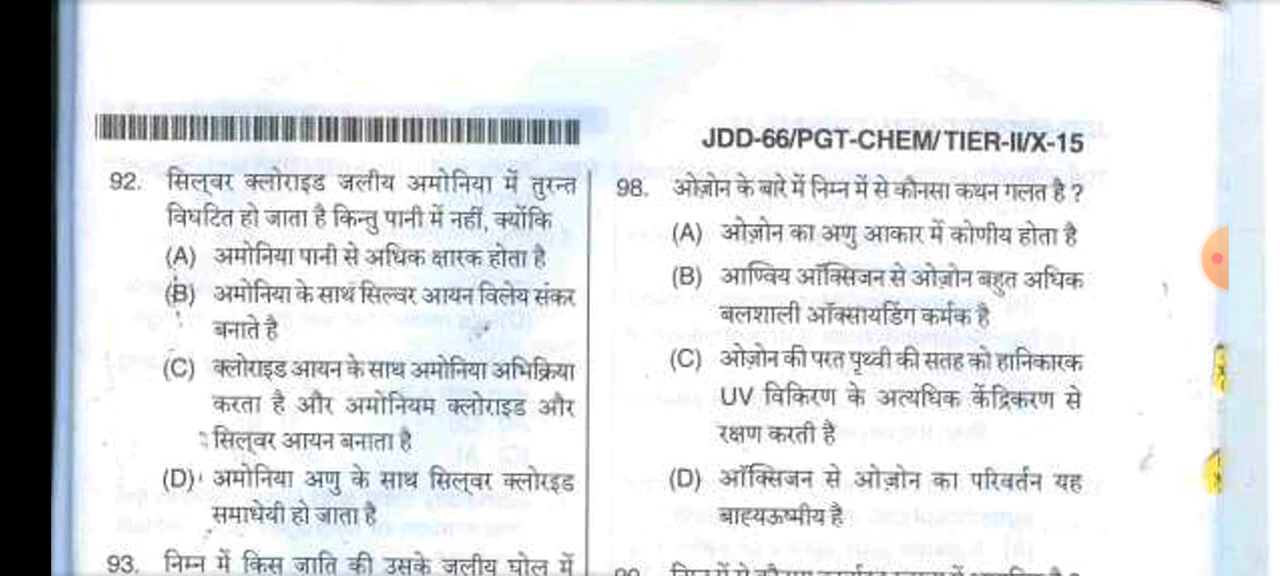 JDD-66/PGT-CHEM/ TIER-II/X-15
92. सिल्वर क्लोराइड जलीय अमोनिया में तुरन्त
विघटित हो जाता है किन्तु पानी में नहीं, क्योंकि
(A) अमोनिया पानी से अधिक क्षारक होता है
(B) अमोनिया के साथ सिल्वर आयन विलेय संकर
बनाते है
(C) क्लोराइड आयन के साथ अमोनिया अभिक्रिया
करता है और अमोनियम क्लोराइड और
सिल्वर आयन बनाता है
(D) अमोनिया अणु के साथ सिल्वर क्लोरइड
समाधेयी हो जाता है
93. निम्न में किस जाति की उसके जलीय घोल में
98. ओज़ोन के बारे में निम्न में से कौनसा कथन गलत है ?
(A) ओज़ोन का अणु आकार में कोणीय होता है
(B) आण्विय ऑक्सिजन से ओज़ोन बहुत अधिक
बलशाली ऑक्सायडिंग कर्मक है
(C) ओज़ोन की परत पृथ्वी की सतह को हानिकारक
UV विकिरण के अत्यधिक केंद्रिकरण से
रक्षण करती है
(D) ऑक्सिजन से ओज़ोन का परिवर्तन यह
बाह्यऊष्मीय है